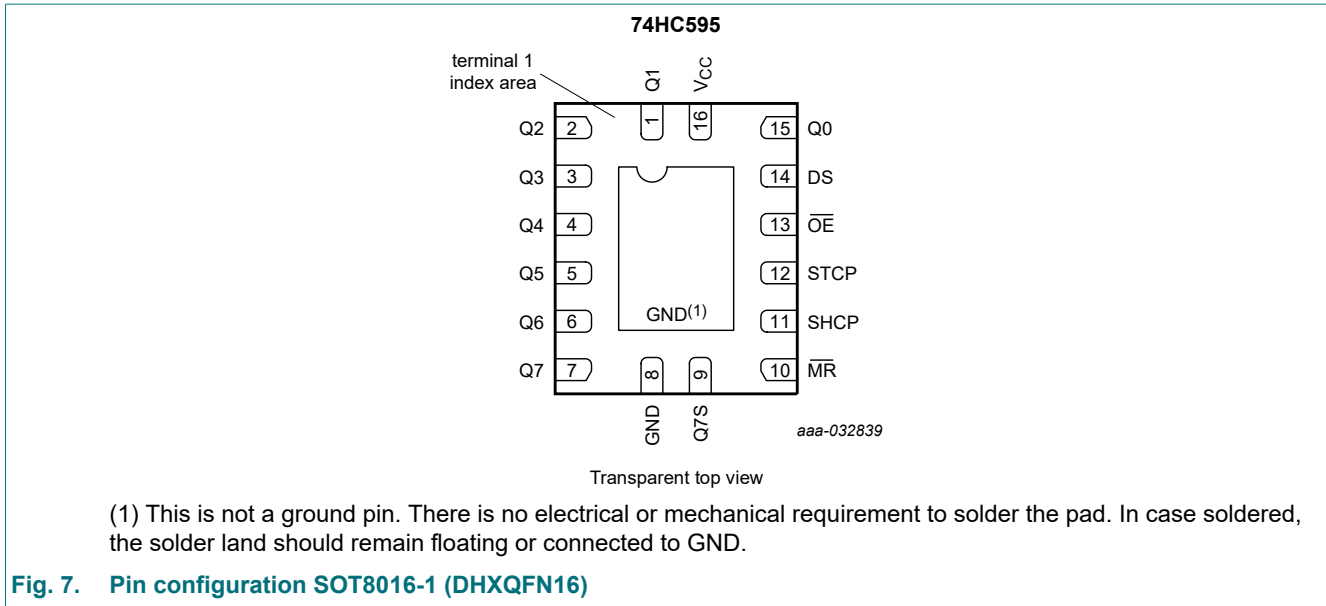 74HC595
terminal 1
index area
Q1
VCC
1
16
Q2 2
15 Q0
Q3 3
14 DS
Q4 4
13 OE
Q5 5
12 STCP
Q6 6
GND(1)
11 SHCP
Q7 7
10 MR
8
9
GND
Q7S
aaa-032839
Transparent top view
(1) This is not a ground pin. There is no electrical or mechanical requirement to solder the pad. In case soldered,
the solder land should remain floating or connected to GND.
Fig. 7. Pin configuration SOT8016-1 (DHXQFN16)